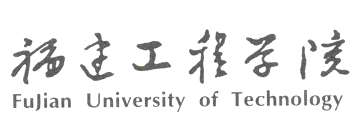 福建工程学院
FuJian University of Technology